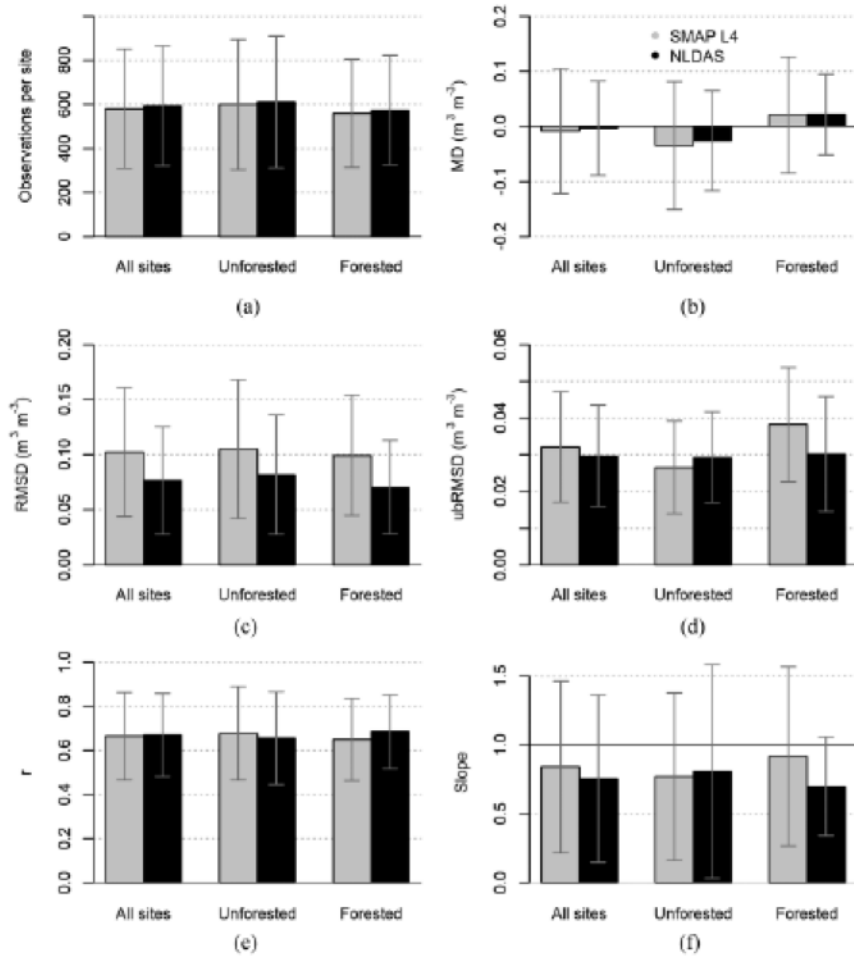 Observations per site
800
600
400
200
0
All sites Unforested Forested
(a)
MD (m³ m⁻³)
0.2
0.1
0.0
-0.1
-0.2
SMAP L4
NLDAS
All sites Unforested Forested
(b)
RMSD (m³ m⁻³)
0.20
0.15
0.10
0.05
0.00
All sites Unforested Forested
(c)
ubRMSD (m³ m⁻³)
0.06
0.04
0.02
0.00
All sites Unforested Forested
(d)
r
1.0
0.8
0.6
0.4
0.2
0.0
All sites Unforested Forested
(e)
Slope
1.5
1.0
0.5
0.0
All sites Unforested Forested
(f)